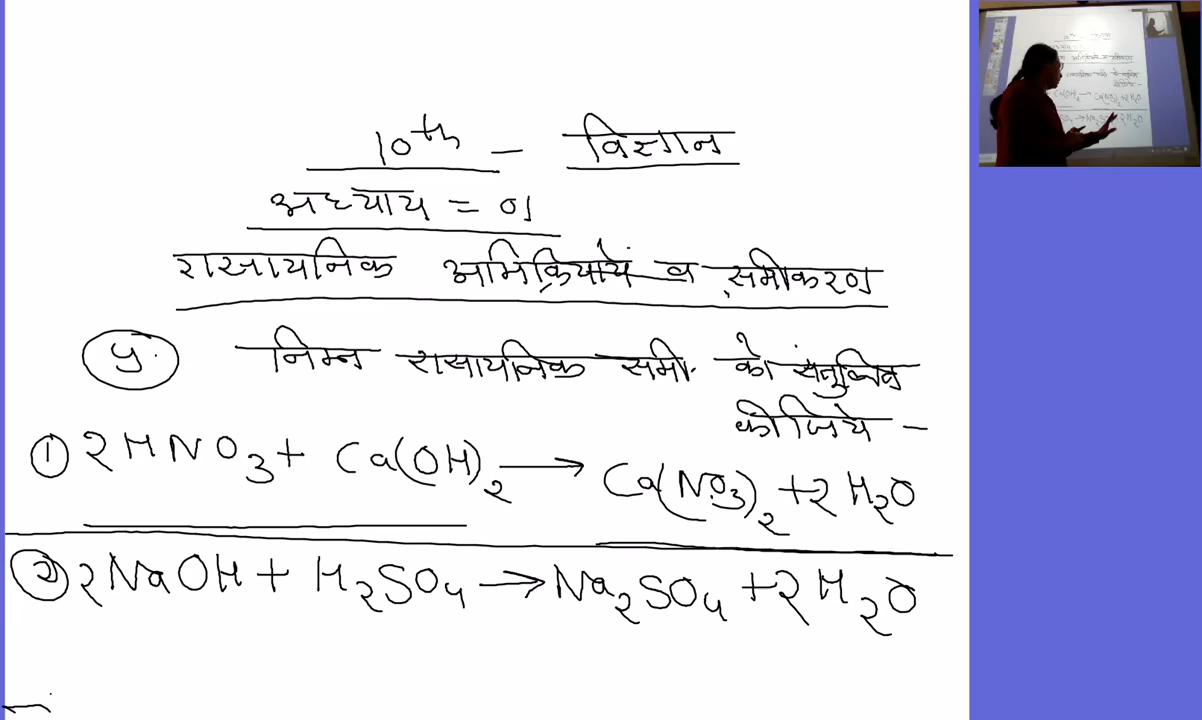 10th - विज्ञान
अध्याय = 01
रासायनिक अभिक्रियायें व समीकरण
प्र. निम्न रासायनिक समी. को संतुलित
कीजिये -
① 2HNO₃ + Ca(OH)₂ → Ca(NO₃)₂ + 2H₂O
② 2NaOH + H₂SO₄ → Na₂SO₄ + 2H₂O